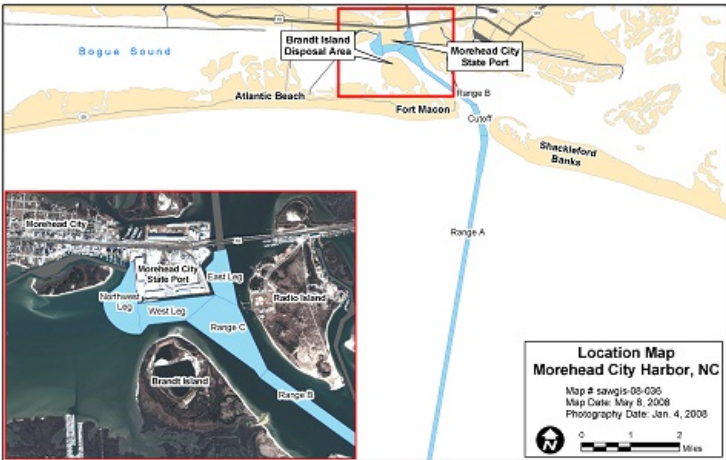 Brandt Island
Disposal Area
Morehead City
State Port
Bogue Sound
Atlantic Beach
Fort Macon
Range B
Cutoff
Shackleford
Banks
Range A
Morehead City
Morehead City
State Port
East Leg
Northwest
Leg
West Leg
Radio Island
Range C
Brandt Island
Range B
Location Map
Morehead City Harbor, NC
Map # sawgis-08-036
Map Date: May 8, 2008
Photography Date: Jan. 4, 2008
N
0 1 2
Miles